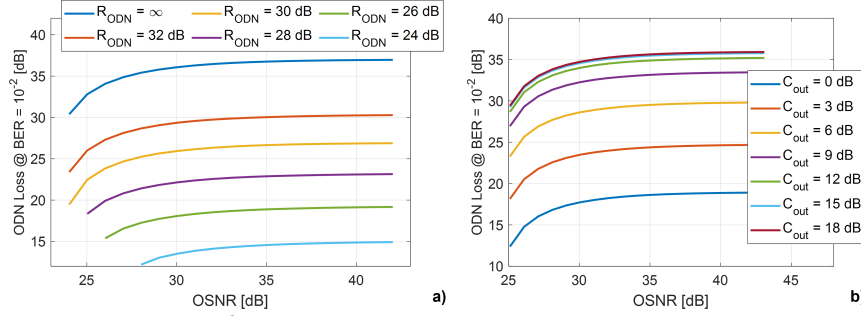 R_ODN = ∞
R_ODN = 30 dB
R_ODN = 26 dB
R_ODN = 32 dB
R_ODN = 28 dB
R_ODN = 24 dB
ODN Loss @ BER = 10^-2 [dB]
40
35
30
25
20
15
25
30
35
40
OSNR [dB]
a)
ODN Loss @ BER = 10^-2 [dB]
40
35
30
25
20
15
10
C_out = 0 dB
C_out = 3 dB
C_out = 6 dB
C_out = 9 dB
C_out = 12 dB
C_out = 15 dB
C_out = 18 dB
25
30
35
40
45
OSNR [dB]
b)